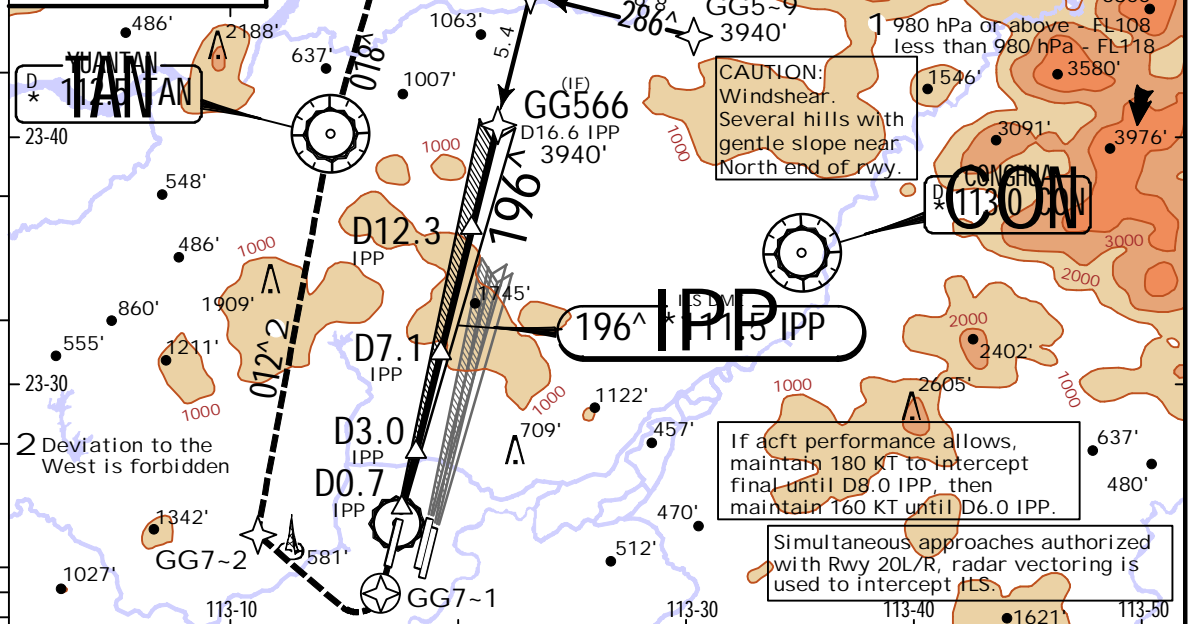 486'
2188'
637'
1063'
1007'
018^
5.4
286^
GG5~9
3940'
1 980 hPa or above - FL108
less than 980 hPa - FL118
CAUTION:
Windshear.
Several hills with
gentle slope near
North end of rwy.
1546'
3580'
3091'
3976'
YUANTAN
D
* TAN
TAN
23-40
(IF)
GG566
D16.6 IPP
3940'
196^
1000
1000
CONGHUA
D
* 113.0 CON
CON
3000
2000
548'
486'
1000
1909'
860'
555'
1211'
1000
012^ 2
D12.3
IPP
1745'
ILS DME
196^ *111.5 IPP
IPP
D7.1
IPP
23-30
1000
1122'
2000
2402'
1000
1000
2605'
2 Deviation to the
West is forbidden
D3.0
IPP
709'
457'
If acft performance allows,
maintain 180 KT to intercept
final until D8.0 IPP, then
maintain 160 KT until D6.0 IPP.
637'
480'
D0.7
IPP
1342'
GG7~2
581'
470'
512'
Simultaneous approaches authorized
with Rwy 20L/R, radar vectoring is
used to intercept ILS.
1027'
GG7~1
113-10
113-30
113-40
113-50
1621'